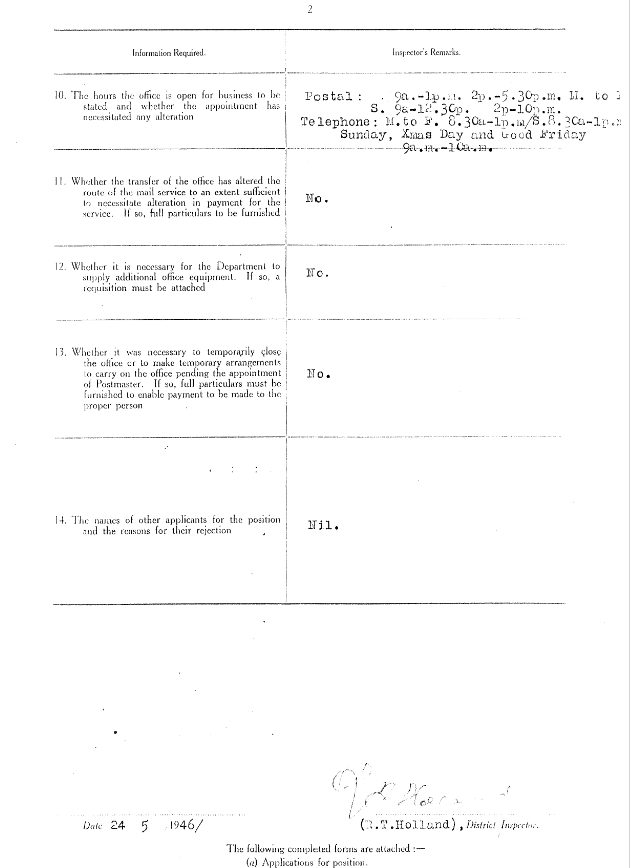 2
Information Required.
Inspector's Remarks.
10. The hours the office is open for business to be
stated and whether the appointment has
necessitated any alteration
Postal: 9a.-1p.m. 2p.-5.30p.m. M. to
S. 9a-12.30p. 2p-10p.m.
Telephone: M.to F. 8.30a-1p.m/S.8.30a-1p.
Sunday, Xmas Day and Good Friday
9a.m.-10a.m.
11. Whether the transfer of the office has altered the
route of the mail service to an extent sufficient
to necessitate alteration in payment for the
service. If so, full particulars to be furnished
No.
12. Whether it is necessary for the Department to
supply additional office equipment. If so, a
requisition must be attached
No.
13. Whether it was necessary to temporarily close
the office or to make temporary arrangements
to carry on the office pending the appointment
of Postmaster. If so, full particulars must be
furnished to enable payment to be made to the
proper person
No.
14. The names of other applicants for the position
and the reasons for their rejection
Nil.
Date 24 5 1946/
(R.T.Holland), District Inspector.
The following completed forms are attached :—
(a) Applications for position.